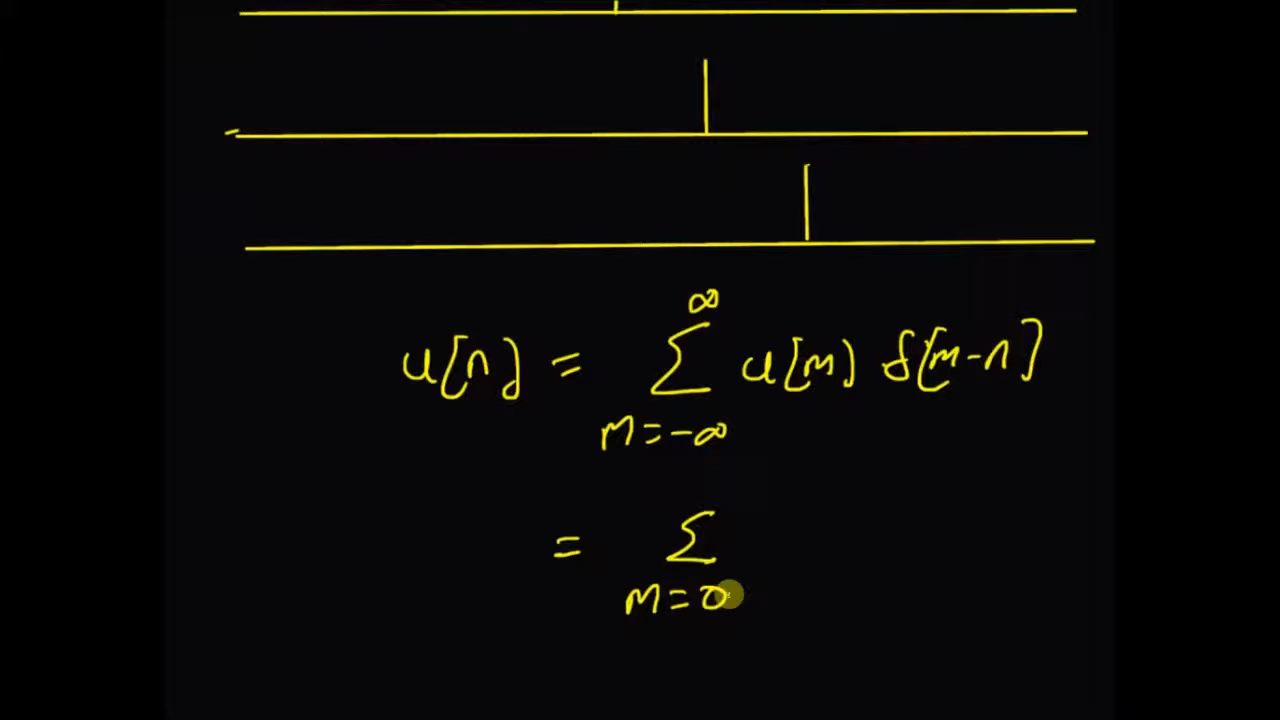 ∞
u[n] = ∑ u[m] δ[m-n]
m=-∞
= ∑
m=0